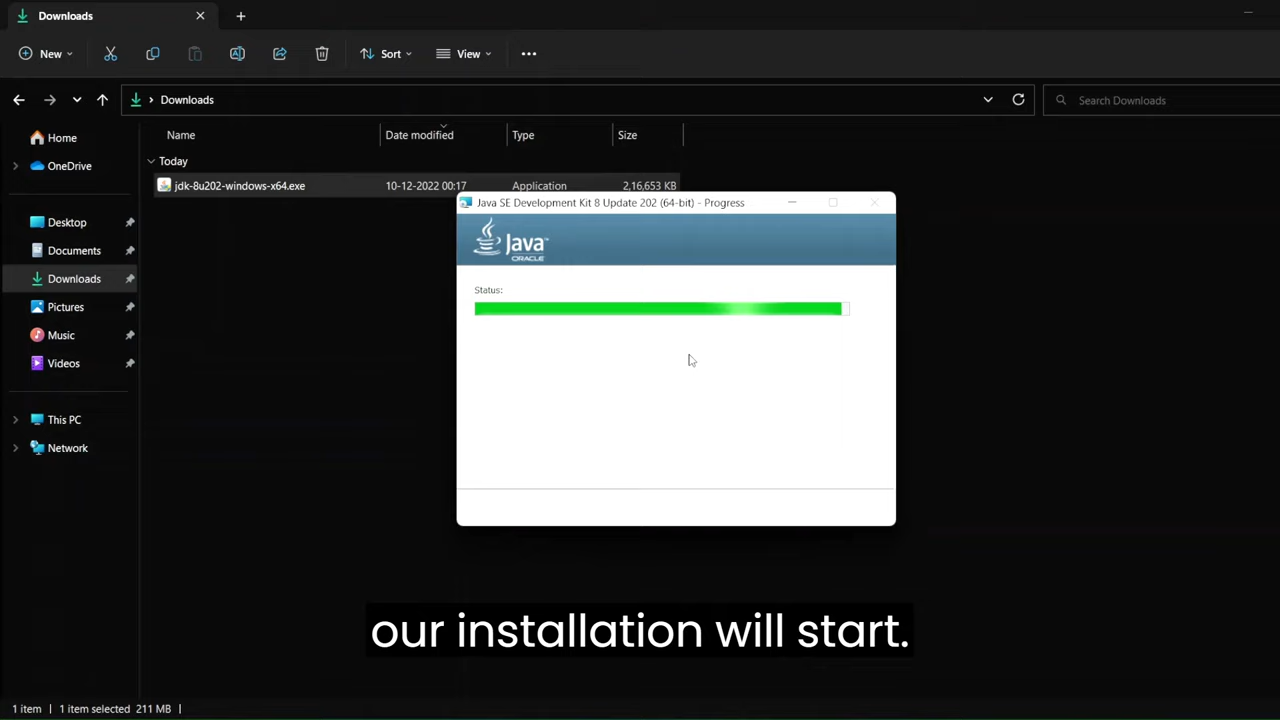 Downloads
New
Sort
View
Downloads
Search Downloads
Home
OneDrive
Desktop
Documents
Downloads
Pictures
Music
Videos
This PC
Network
Name
Date modified
Type
Size
Today
jdk-8u202-windows-x64.exe
10-12-2022 00:17
Application
2,16,653 KB
Java SE Development Kit 8 Update 202 (64-bit) - Progress
Java™
ORACLE
Status:
our installation will start.
1 item
1 item selected 211 MB